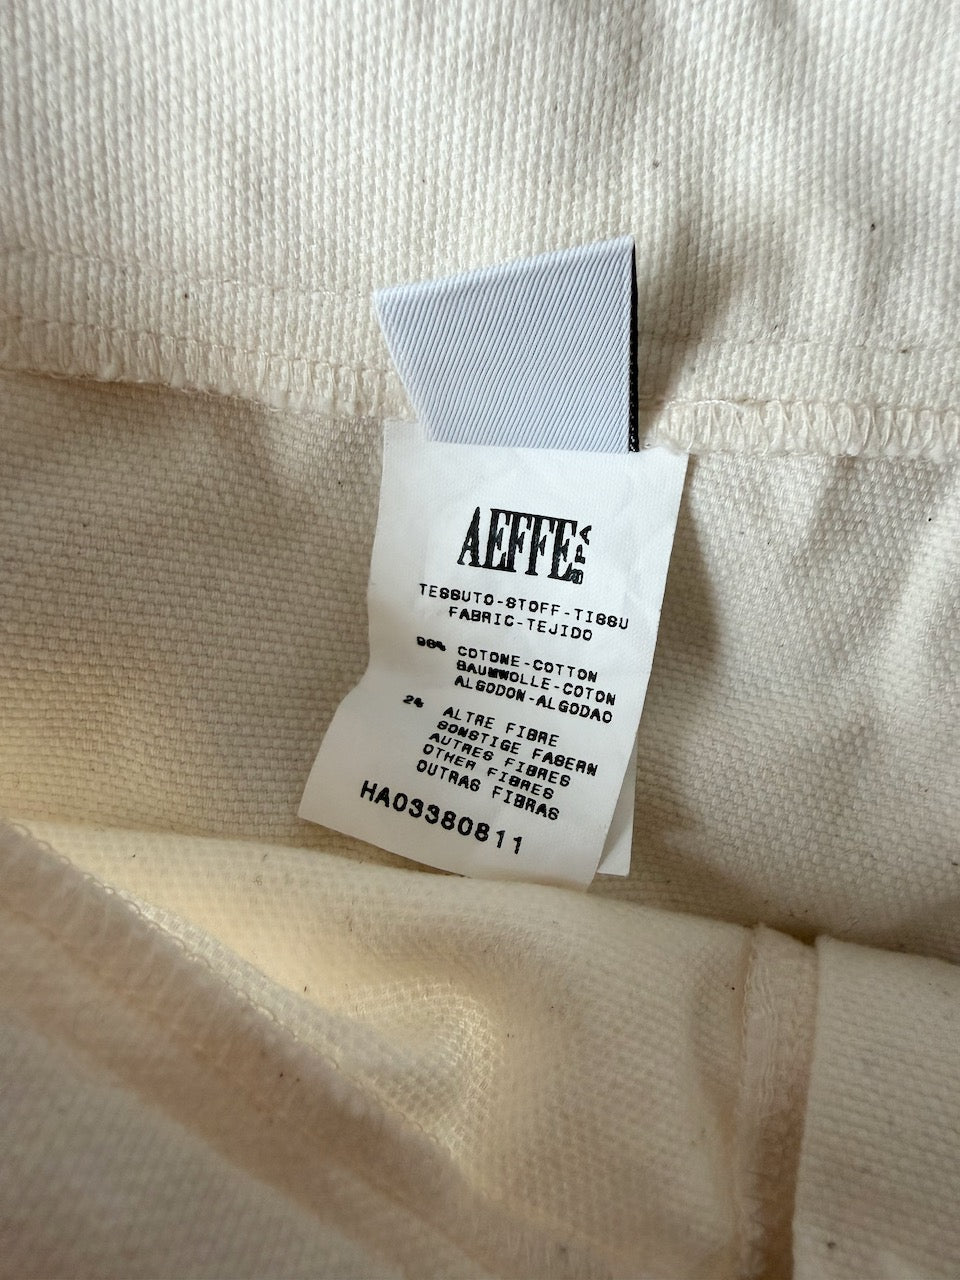 AEFFE SPA
TESSUTO-STOFF-TISSU
FABRIC-TEJIDO
98% COTONE-COTTON
BAUMWOLLE-COTON
ALGODON-ALGODAO
2% ALTRE FIBRE
SONSTIGE FASERN
AUTRES FIBRES
OTHER FIBRES
OUTRAS FIBRAS
HA03380811